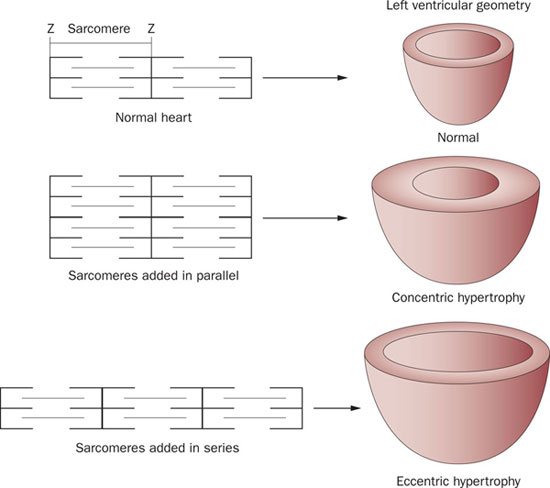 Left ventricular geometry
Z Sarcomere Z
Normal heart
Normal
Sarcomeres added in parallel
Concentric hypertrophy
Sarcomeres added in series
Eccentric hypertrophy